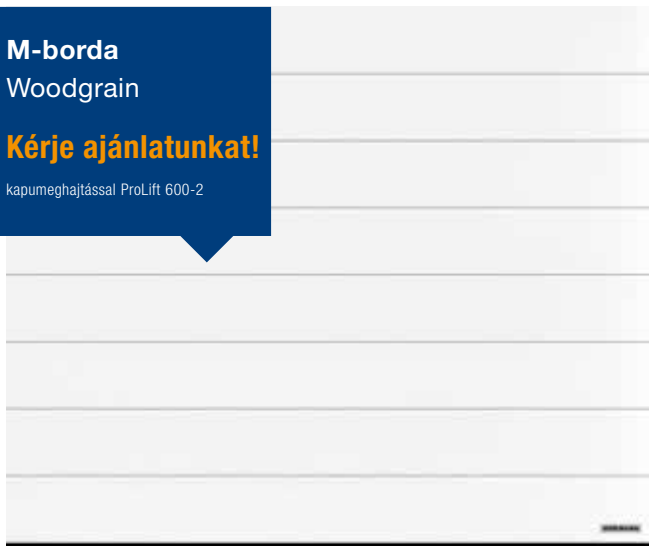 M-borda
Woodgrain
Kérje ajánlatunkat!
kapumeghajtással ProLift 600-2